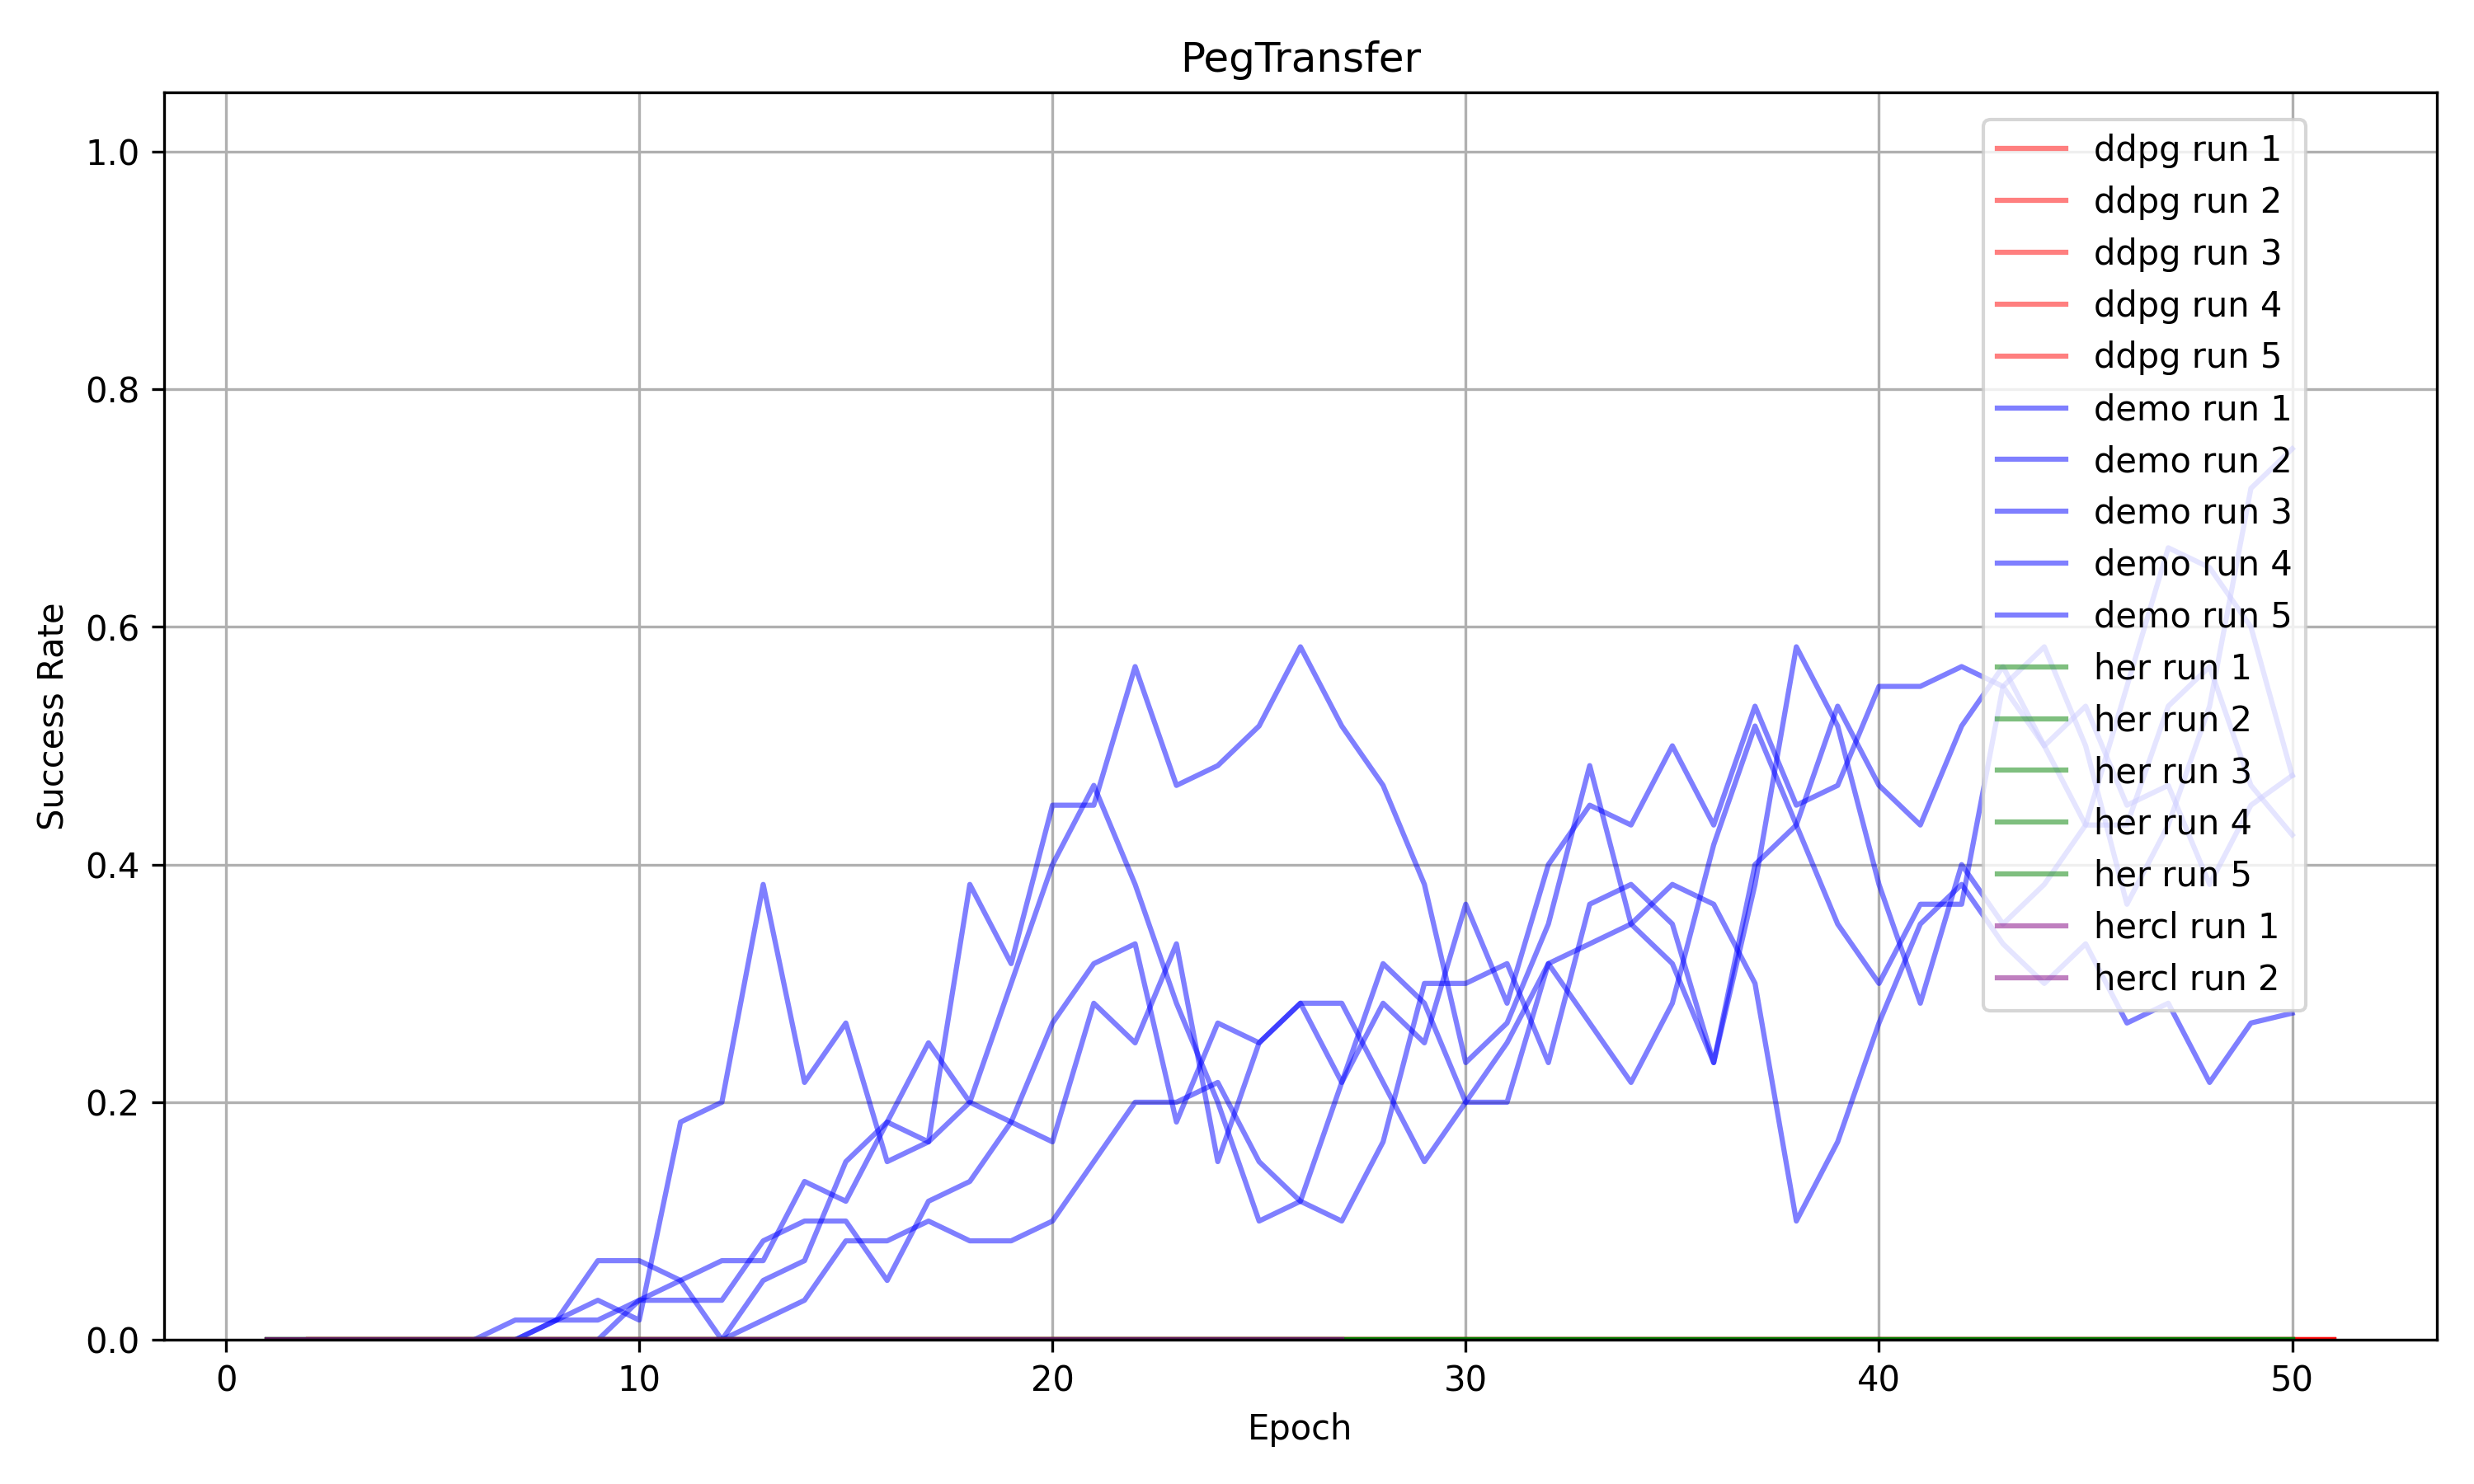 PegTransfer
1.0
0.8
0.6
0.4
0.2
0.0
Success Rate
0
10
20
30
40
50
Epoch
ddpg run 1
ddpg run 2
ddpg run 3
ddpg run 4
ddpg run 5
demo run 1
demo run 2
demo run 3
demo run 4
demo run 5
her run 1
her run 2
her run 3
her run 4
her run 5
hercl run 1
hercl run 2